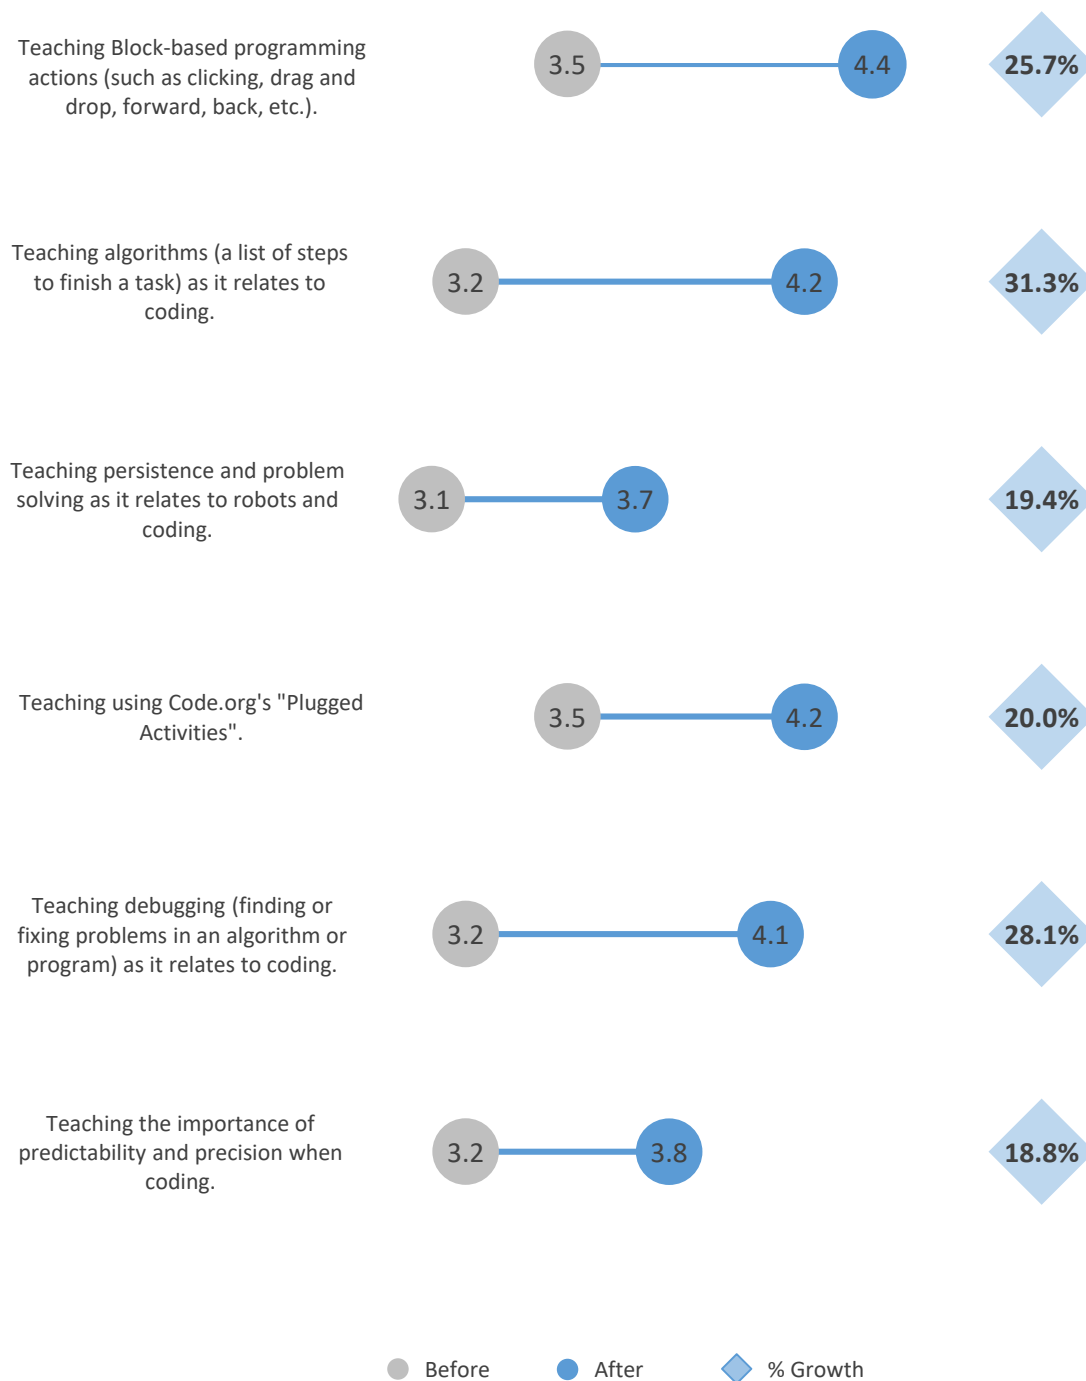 Teaching Block-based programming
actions (such as clicking, drag and
drop, forward, back, etc.).
3.5
4.4
25.7%
Teaching algorithms (a list of steps
to finish a task) as it relates to
coding.
3.2
4.2
31.3%
Teaching persistence and problem
solving as it relates to robots and
coding.
3.1
3.7
19.4%
Teaching using Code.org's "Plugged
Activities".
3.5
4.2
20.0%
Teaching debugging (finding or
fixing problems in an algorithm or
program) as it relates to coding.
3.2
4.1
28.1%
Teaching the importance of
predictability and precision when
coding.
3.2
3.8
18.8%
Before
After
% Growth